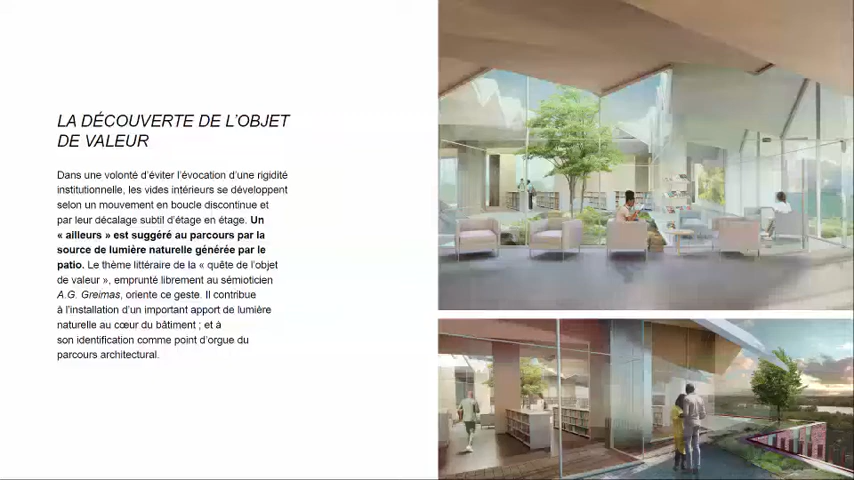 LA DÉCOUVERTE DE L'OBJET
DE VALEUR
Dans une volonté d'éviter l'évocation d'une rigidité
institutionnelle, les vides intérieurs se développent
selon un mouvement en boucle discontinue et
par leur décalage subtil d'étage en étage. Un
« ailleurs » est suggéré au parcours par la
source de lumière naturelle générée par le
patio. Le thème littéraire de la « quête de l'objet
de valeur », emprunté librement au sémioticien
A.G. Greimas, oriente ce geste. Il contribue
à l'installation d'un important apport de lumière
naturelle au cœur du bâtiment ; et à
son identification comme point d'orgue du
parcours architectural.